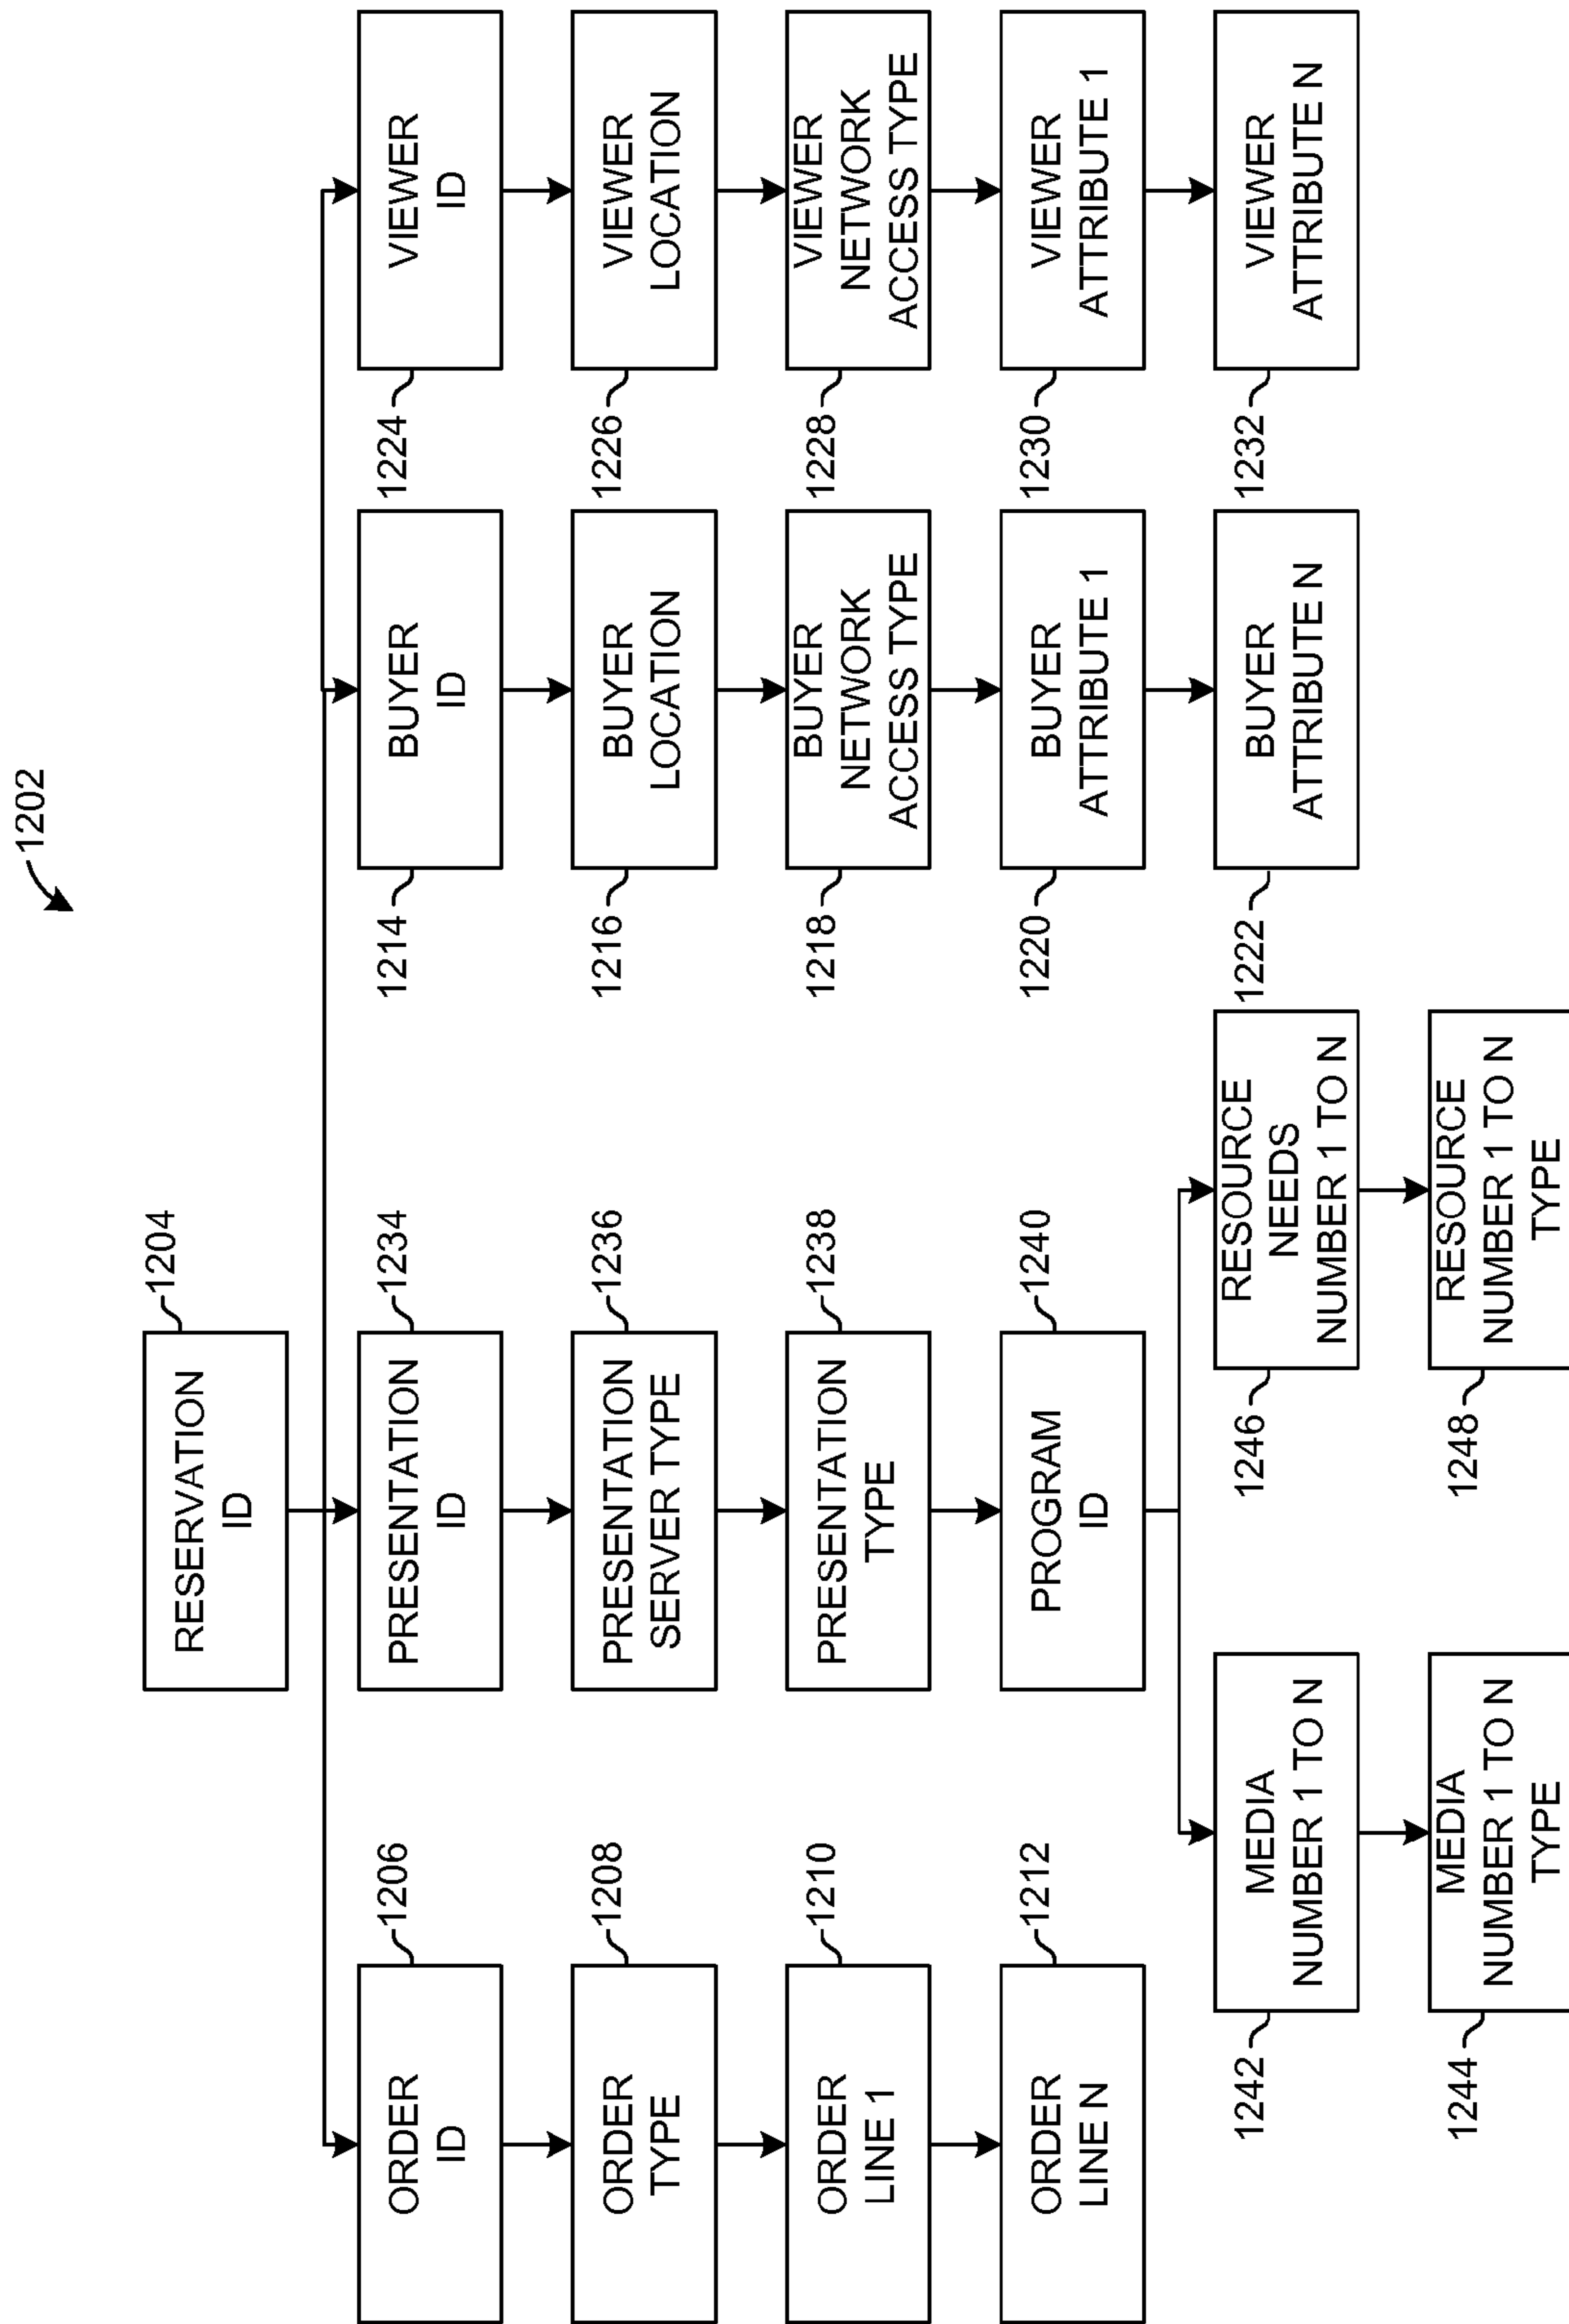 1202
RESERVATION
ID
1204
ORDER
ID
1206
PRESENTATION
ID
1234
1214
BUYER
ID
1224
VIEWER
ID
ORDER
TYPE
1208
PRESENTATION
SERVER TYPE
1236
1216
BUYER
LOCATION
1226
VIEWER
LOCATION
ORDER
LINE 1
1210
PRESENTATION
TYPE
1238
1218
BUYER
NETWORK
ACCESS TYPE
1228
VIEWER
NETWORK
ACCESS TYPE
ORDER
LINE N
1212
PROGRAM
ID
1240
1220
BUYER
ATTRIBUTE 1
1230
VIEWER
ATTRIBUTE 1
1242
MEDIA
NUMBER 1 TO N
1246
RESOURCE
NEEDS
NUMBER 1 TO N
1222
BUYER
ATTRIBUTE N
1232
VIEWER
ATTRIBUTE N
1244
MEDIA
NUMBER 1 TO N
TYPE
1248
RESOURCE
NUMBER 1 TO N
TYPE